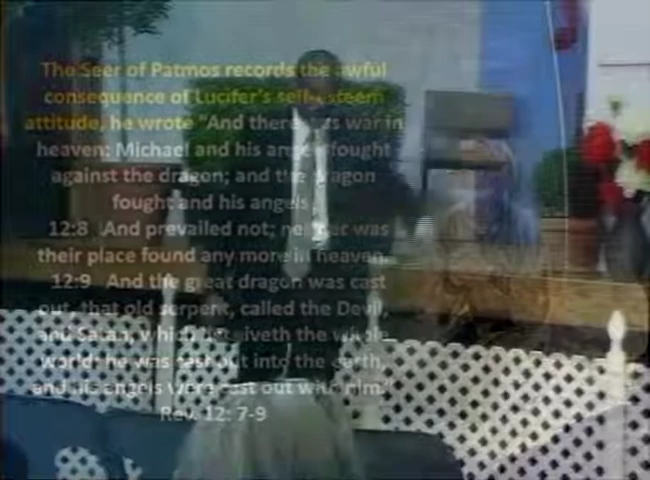 The Seer of Patmos records the awful
consequence of Lucifer's self-esteem
attitude, he wrote "And there was war in
heaven: Michael and his angels fought
against the dragon; and the dragon
fought and his angels
12:8 And prevailed not; neither was
their place found any more in heaven.
12:9 And the great dragon was cast
out, that old serpent, called the Devil,
and Satan, which deceiveth the whole
world: he was cast out into the earth,
and his angels were cast out with him."
Rev. 12: 7-9